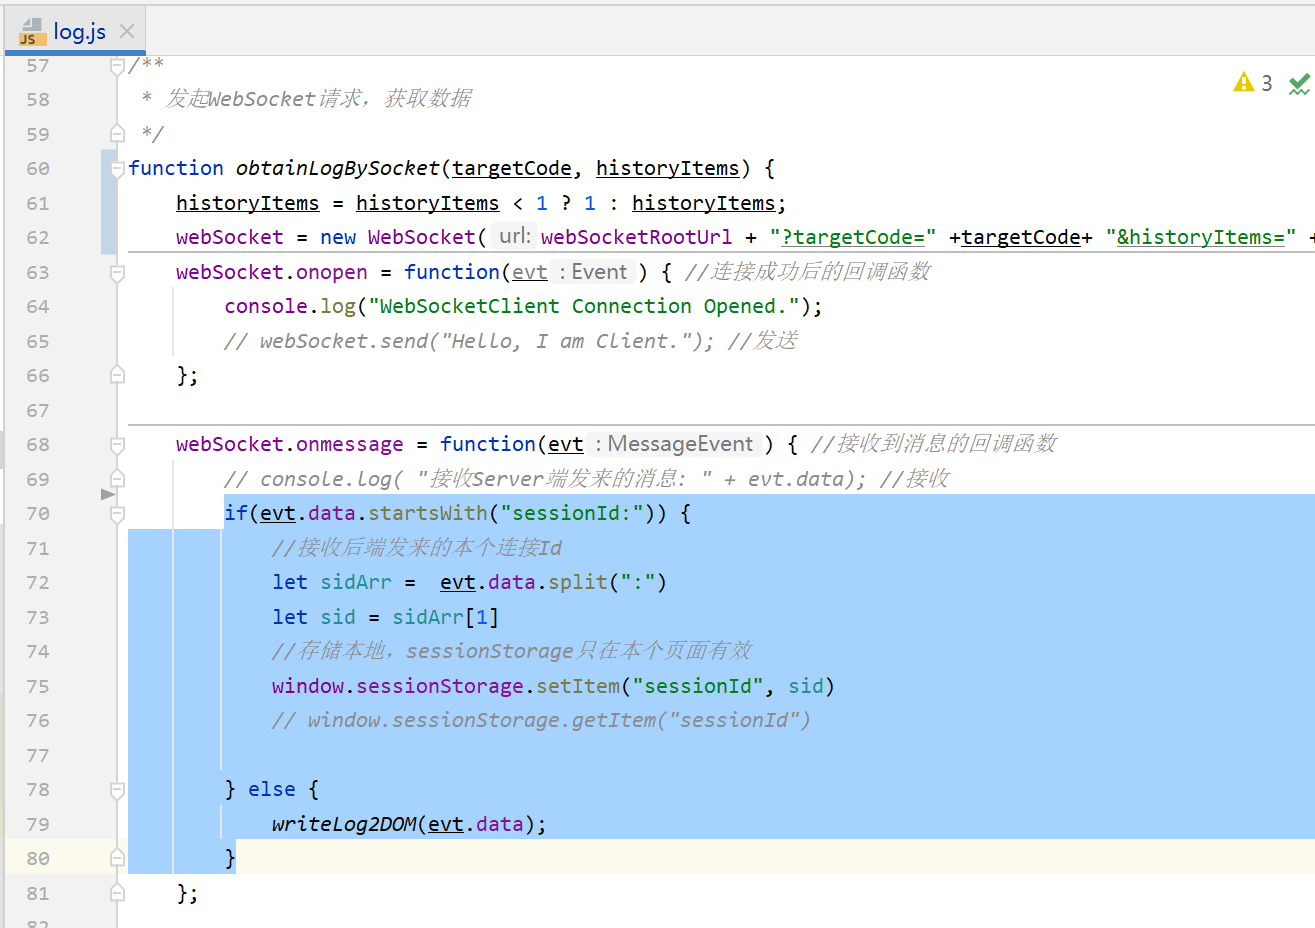 log.js
3
57 /**
58 * 发起WebSocket请求，获取数据
59 */
60 function obtainLogBySocket(targetCode, historyItems) {
61 historyItems = historyItems < 1 ? 1 : historyItems;
62 webSocket = new WebSocket( url: webSocketRootUrl + "?targetCode=" +targetCode+ "&historyItems=" +
63 webSocket.onopen = function(evt : Event ) { //连接成功后的回调函数
64 console.log("WebSocketClient Connection Opened.");
65 // webSocket.send("Hello, I am Client."); //发送
66 };
67
68 webSocket.onmessage = function(evt : MessageEvent ) { //接收到消息的回调函数
69 // console.log( "接收Server端发来的消息: " + evt.data); //接收
70 if(evt.data.startsWith("sessionId:")) {
71 //接收后端发来的本个连接Id
72 let sidArr =  evt.data.split(":")
73 let sid = sidArr[1]
74 //存储本地，sessionStorage只在本个页面有效
75 window.sessionStorage.setItem("sessionId", sid)
76 // window.sessionStorage.getItem("sessionId")
77
78 } else {
79 writeLog2DOM(evt.data);
80 }
81 };
82